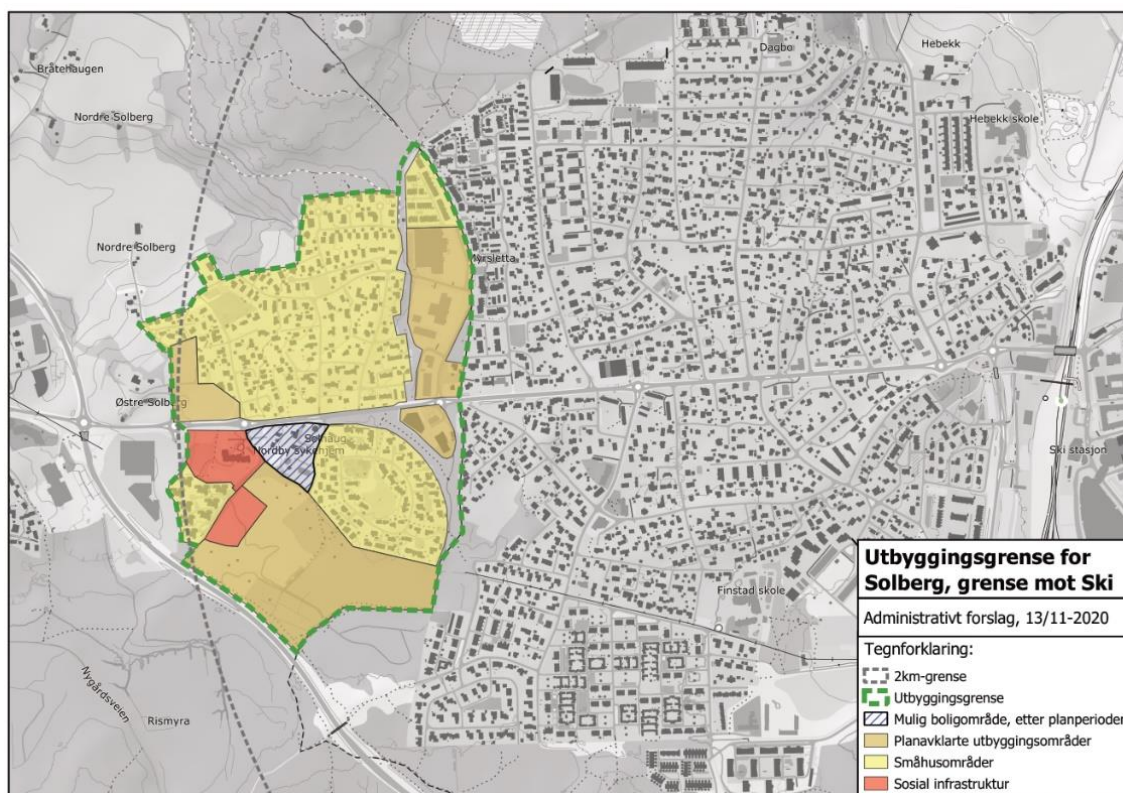 Dagbo
Hebekk
Bråtehaugen
Nordre Solberg
Hebekk skole
Nordre Solberg
Myrsletta
Østre Solberg
Solhaug
Nordby sykehjem
Ski stasjon
Finstad skole
Nygårdsveien
Rismyra
Utbyggingsgrense for
Solberg, grense mot Ski
Administrativt forslag, 13/11-2020
Tegnforklaring:
2km-grense
Utbyggingsgrense
Mulig boligområde, etter planperioden
Planavklarte utbyggingsområder
Småhusområder
Sosial infrastruktur